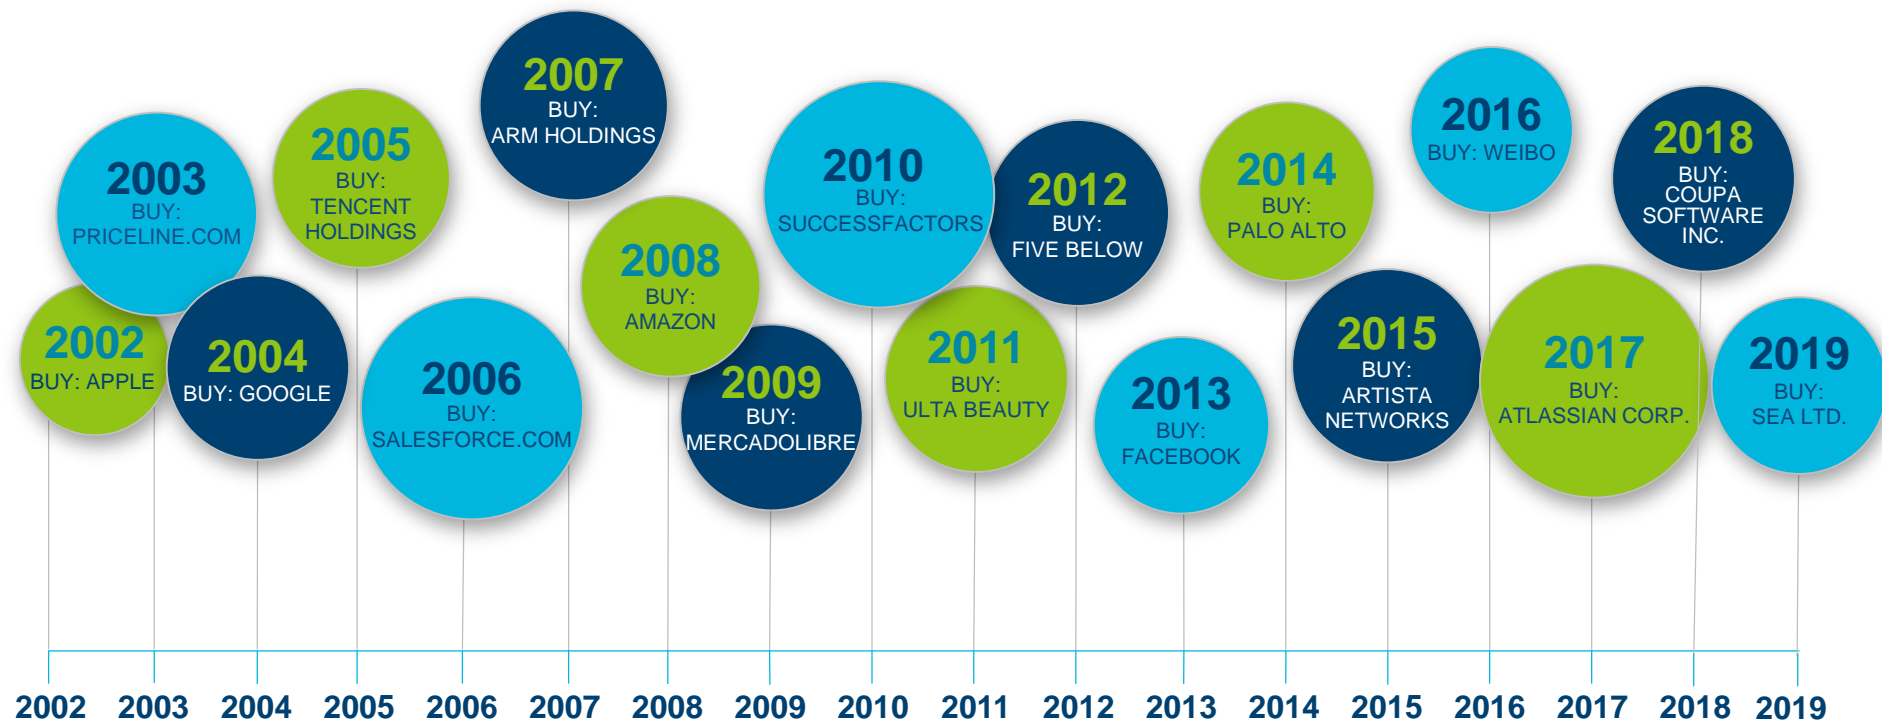 2002
BUY: APPLE
2003
BUY:
PRICELINE.COM
2004
BUY: GOOGLE
2005
BUY:
TENCENT
HOLDINGS
2006
BUY:
SALESFORCE.COM
2007
BUY:
ARM HOLDINGS
2008
BUY:
AMAZON
2009
BUY:
MERCADOLIBRE
2010
BUY:
SUCCESSFACTORS
2011
BUY:
ULTA BEAUTY
2012
BUY:
FIVE BELOW
2013
BUY:
FACEBOOK
2014
BUY:
PALO ALTO
2015
BUY:
ARTISTA
NETWORKS
2016
BUY: WEIBO
2017
BUY:
ATLASSIAN CORP.
2018
BUY:
COUPA
SOFTWARE
INC.
2019
BUY:
SEA LTD.
2002 2003 2004 2005 2006 2007 2008 2009 2010 2011 2012 2013 2014 2015 2016 2017 2018 2019